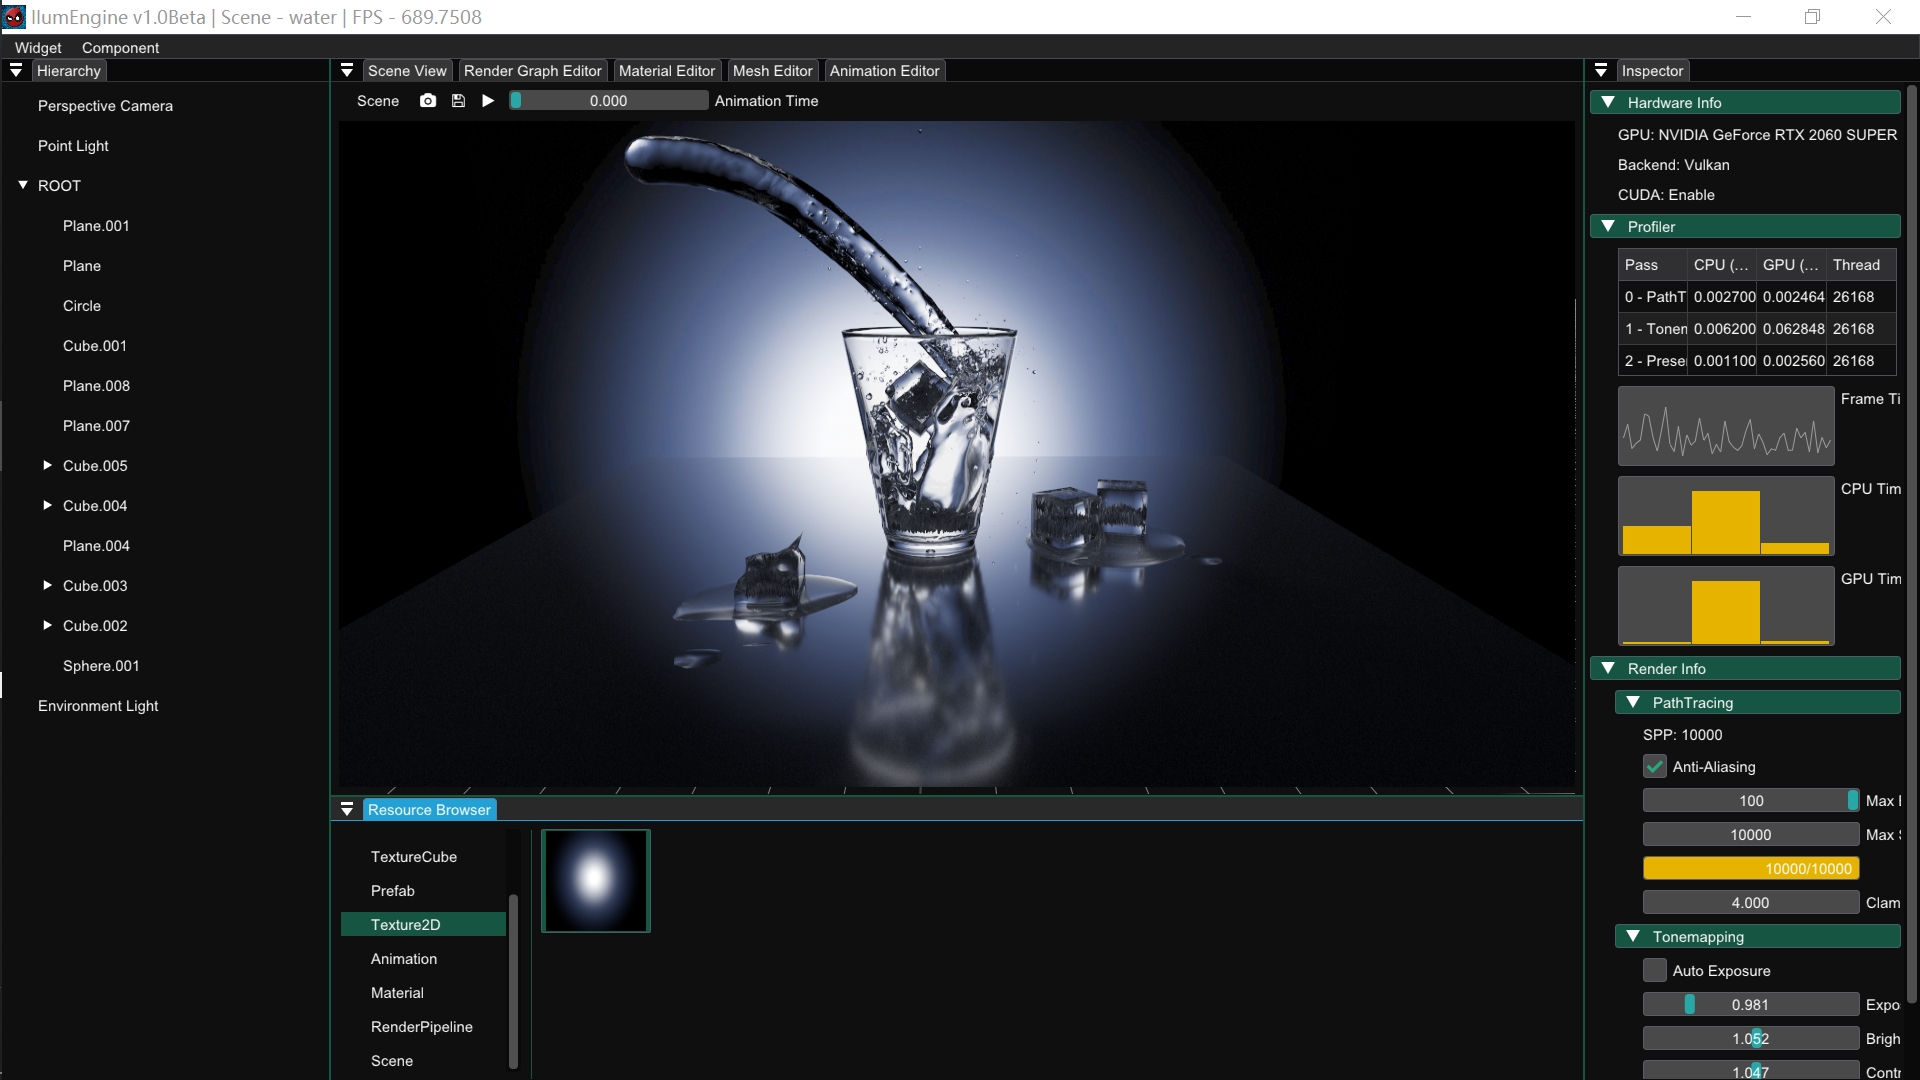 IlumEngine v1.0Beta | Scene - water | FPS - 689.7508
Widget Component
Hierarchy
Perspective Camera
Point Light
ROOT
Plane.001
Plane
Circle
Cube.001
Plane.008
Plane.007
Cube.005
Cube.004
Plane.004
Cube.003
Cube.002
Sphere.001
Environment Light
Scene View Render Graph Editor Material Editor Mesh Editor Animation Editor
Scene 0.000 Animation Time
Resource Browser
TextureCube
Prefab
Texture2D
Animation
Material
RenderPipeline
Scene
Inspector
Hardware Info
GPU: NVIDIA GeForce RTX 2060 SUPER
Backend: Vulkan
CUDA: Enable
Profiler
Pass CPU (... GPU (... Thread
0 - PathT 0.002700 0.002464 26168
1 - Tonem 0.006200 0.062848 26168
2 - Prese 0.001100 0.002560 26168
Frame Ti
CPU Tim
GPU Tim
Render Info
PathTracing
SPP: 10000
Anti-Aliasing
100 Max
10000 Max
10000/10000
4.000 Clam
Tonemapping
Auto Exposure
0.981 Expo
1.052 Brigh
1.047 Contr